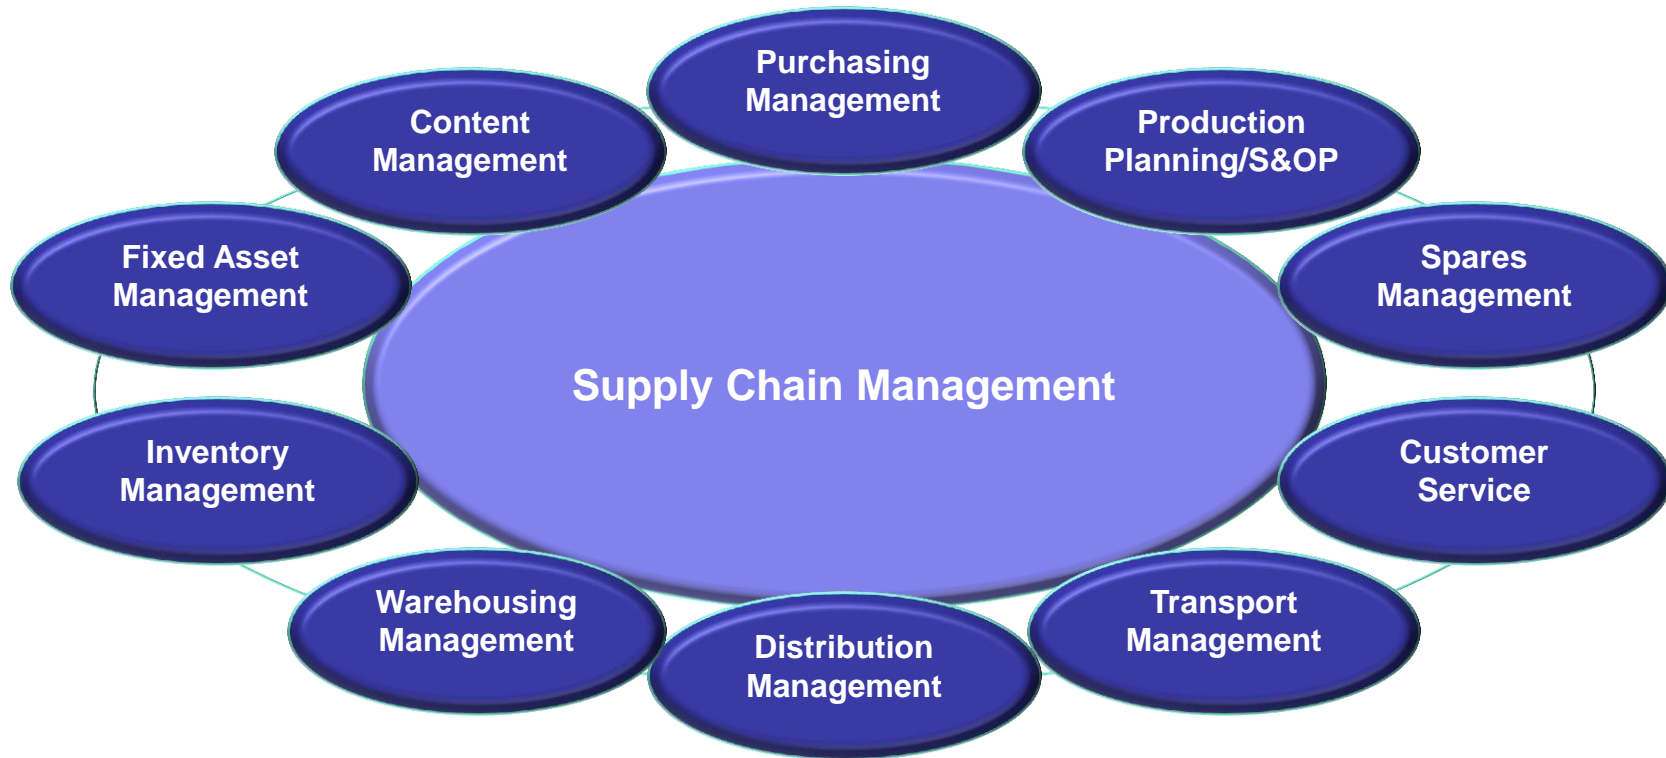 Purchasing
Management
Content
Management
Production
Planning/S&OP
Fixed Asset
Management
Spares
Management
Supply Chain Management
Inventory
Management
Customer
Service
Warehousing
Management
Transport
Management
Distribution
Management